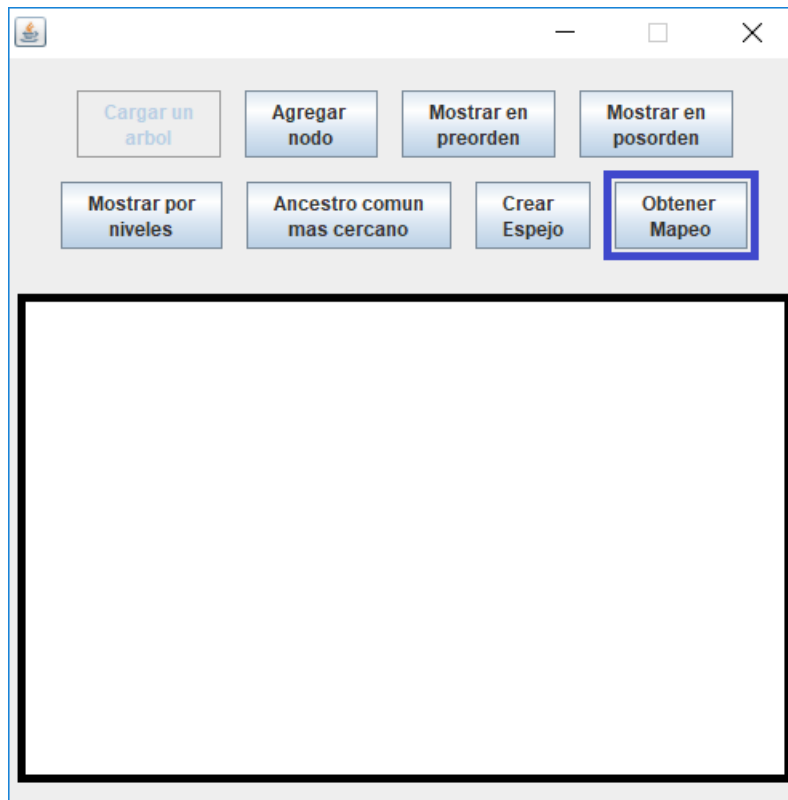 Cargar un
arbol
Agregar
nodo
Mostrar en
preorden
Mostrar en
posorden
Mostrar por
niveles
Ancestro comun
mas cercano
Crear
Espejo
Obtener
Mapeo